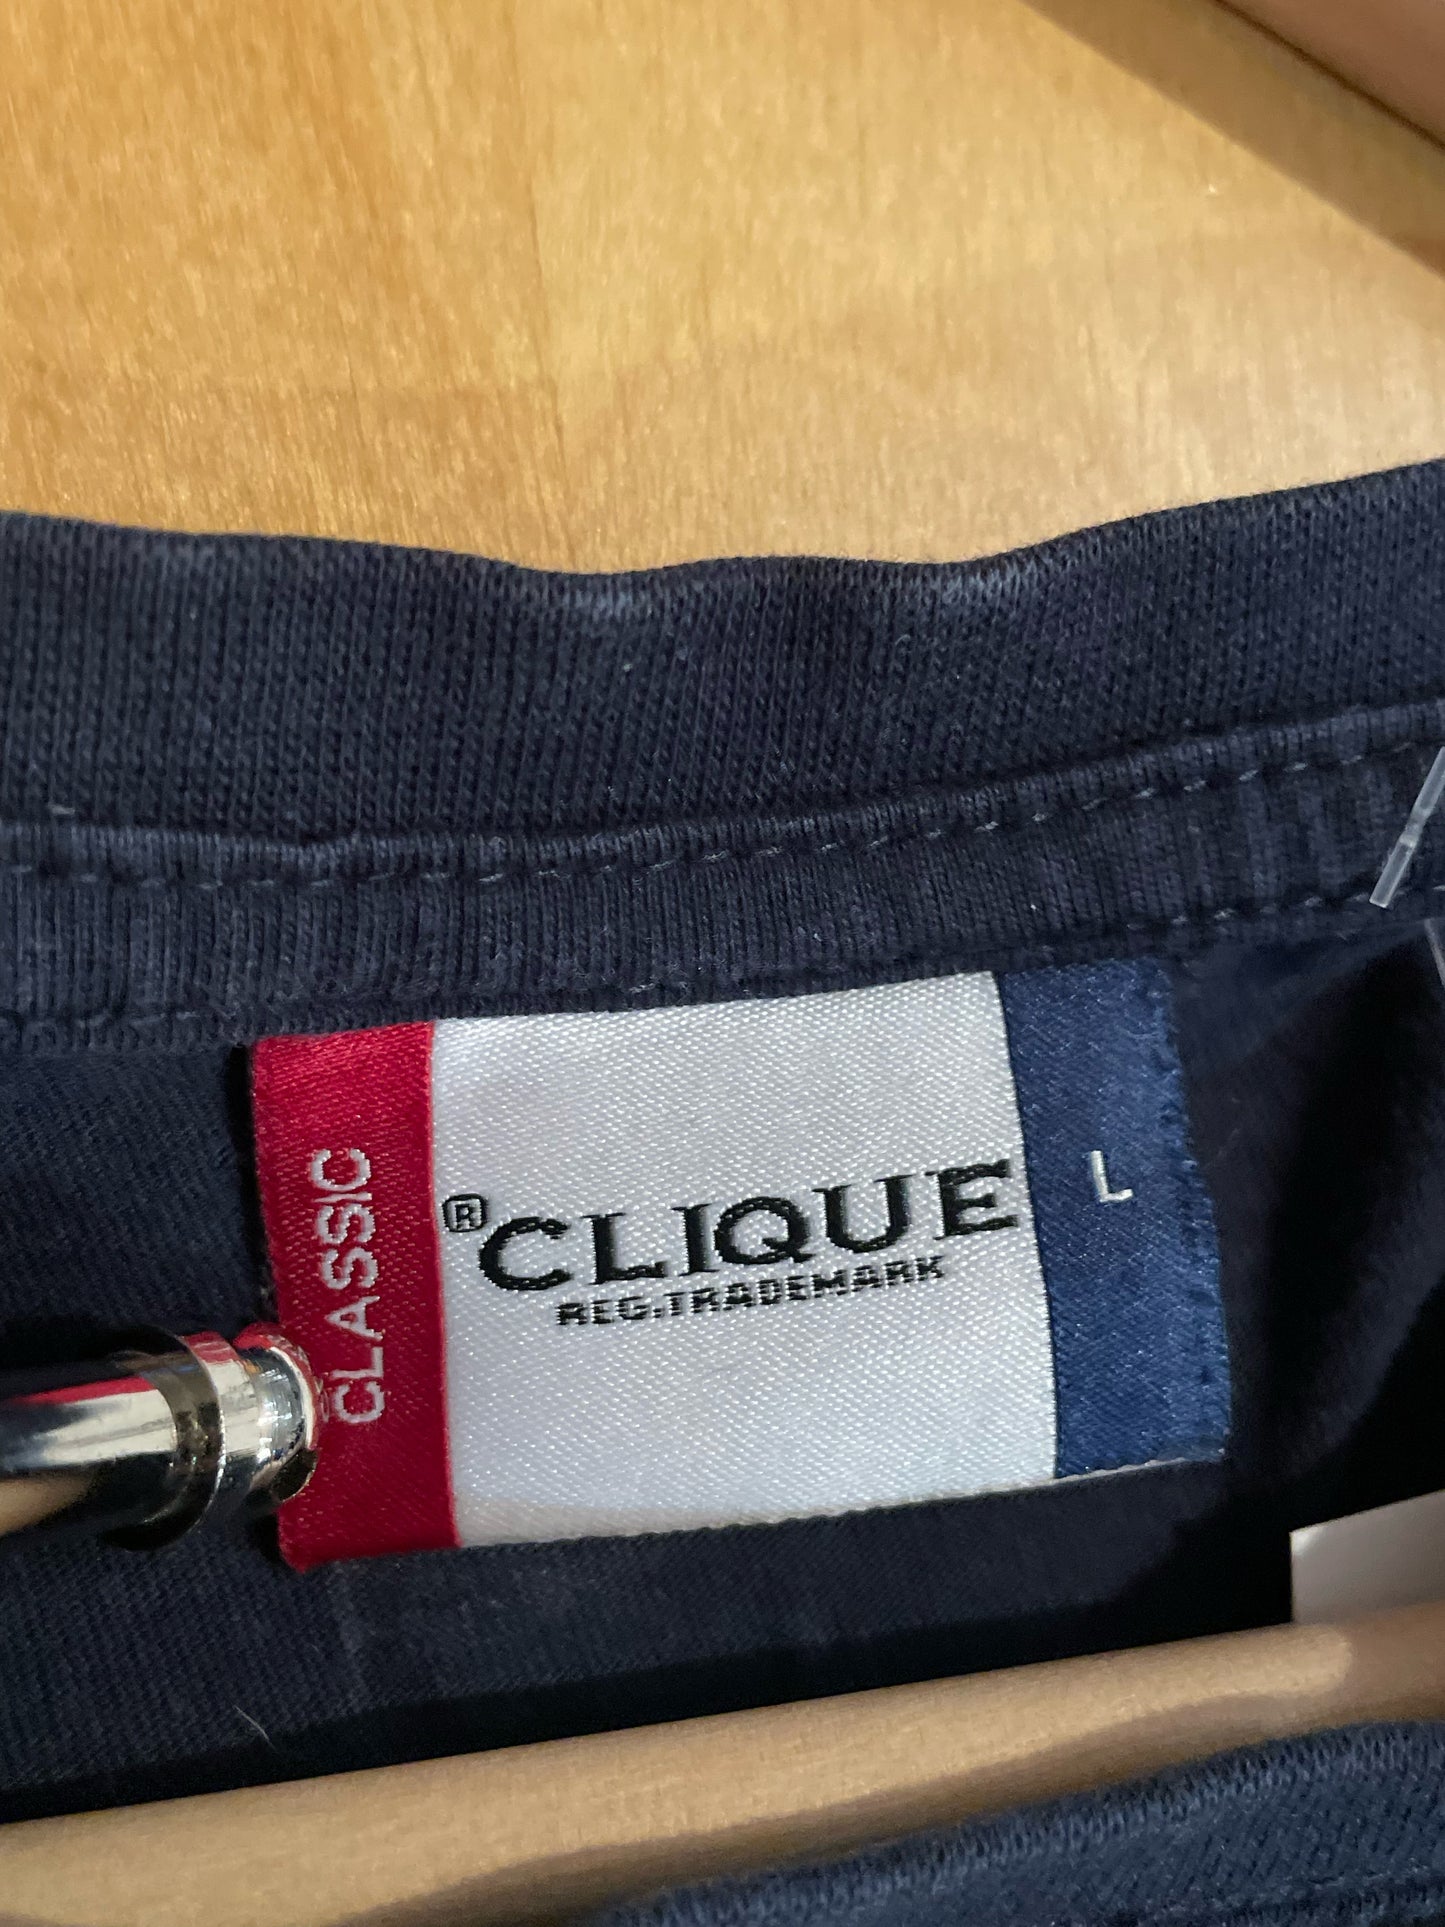 CLASSIC
® CLIQUE
REG.TRADEMARK
L